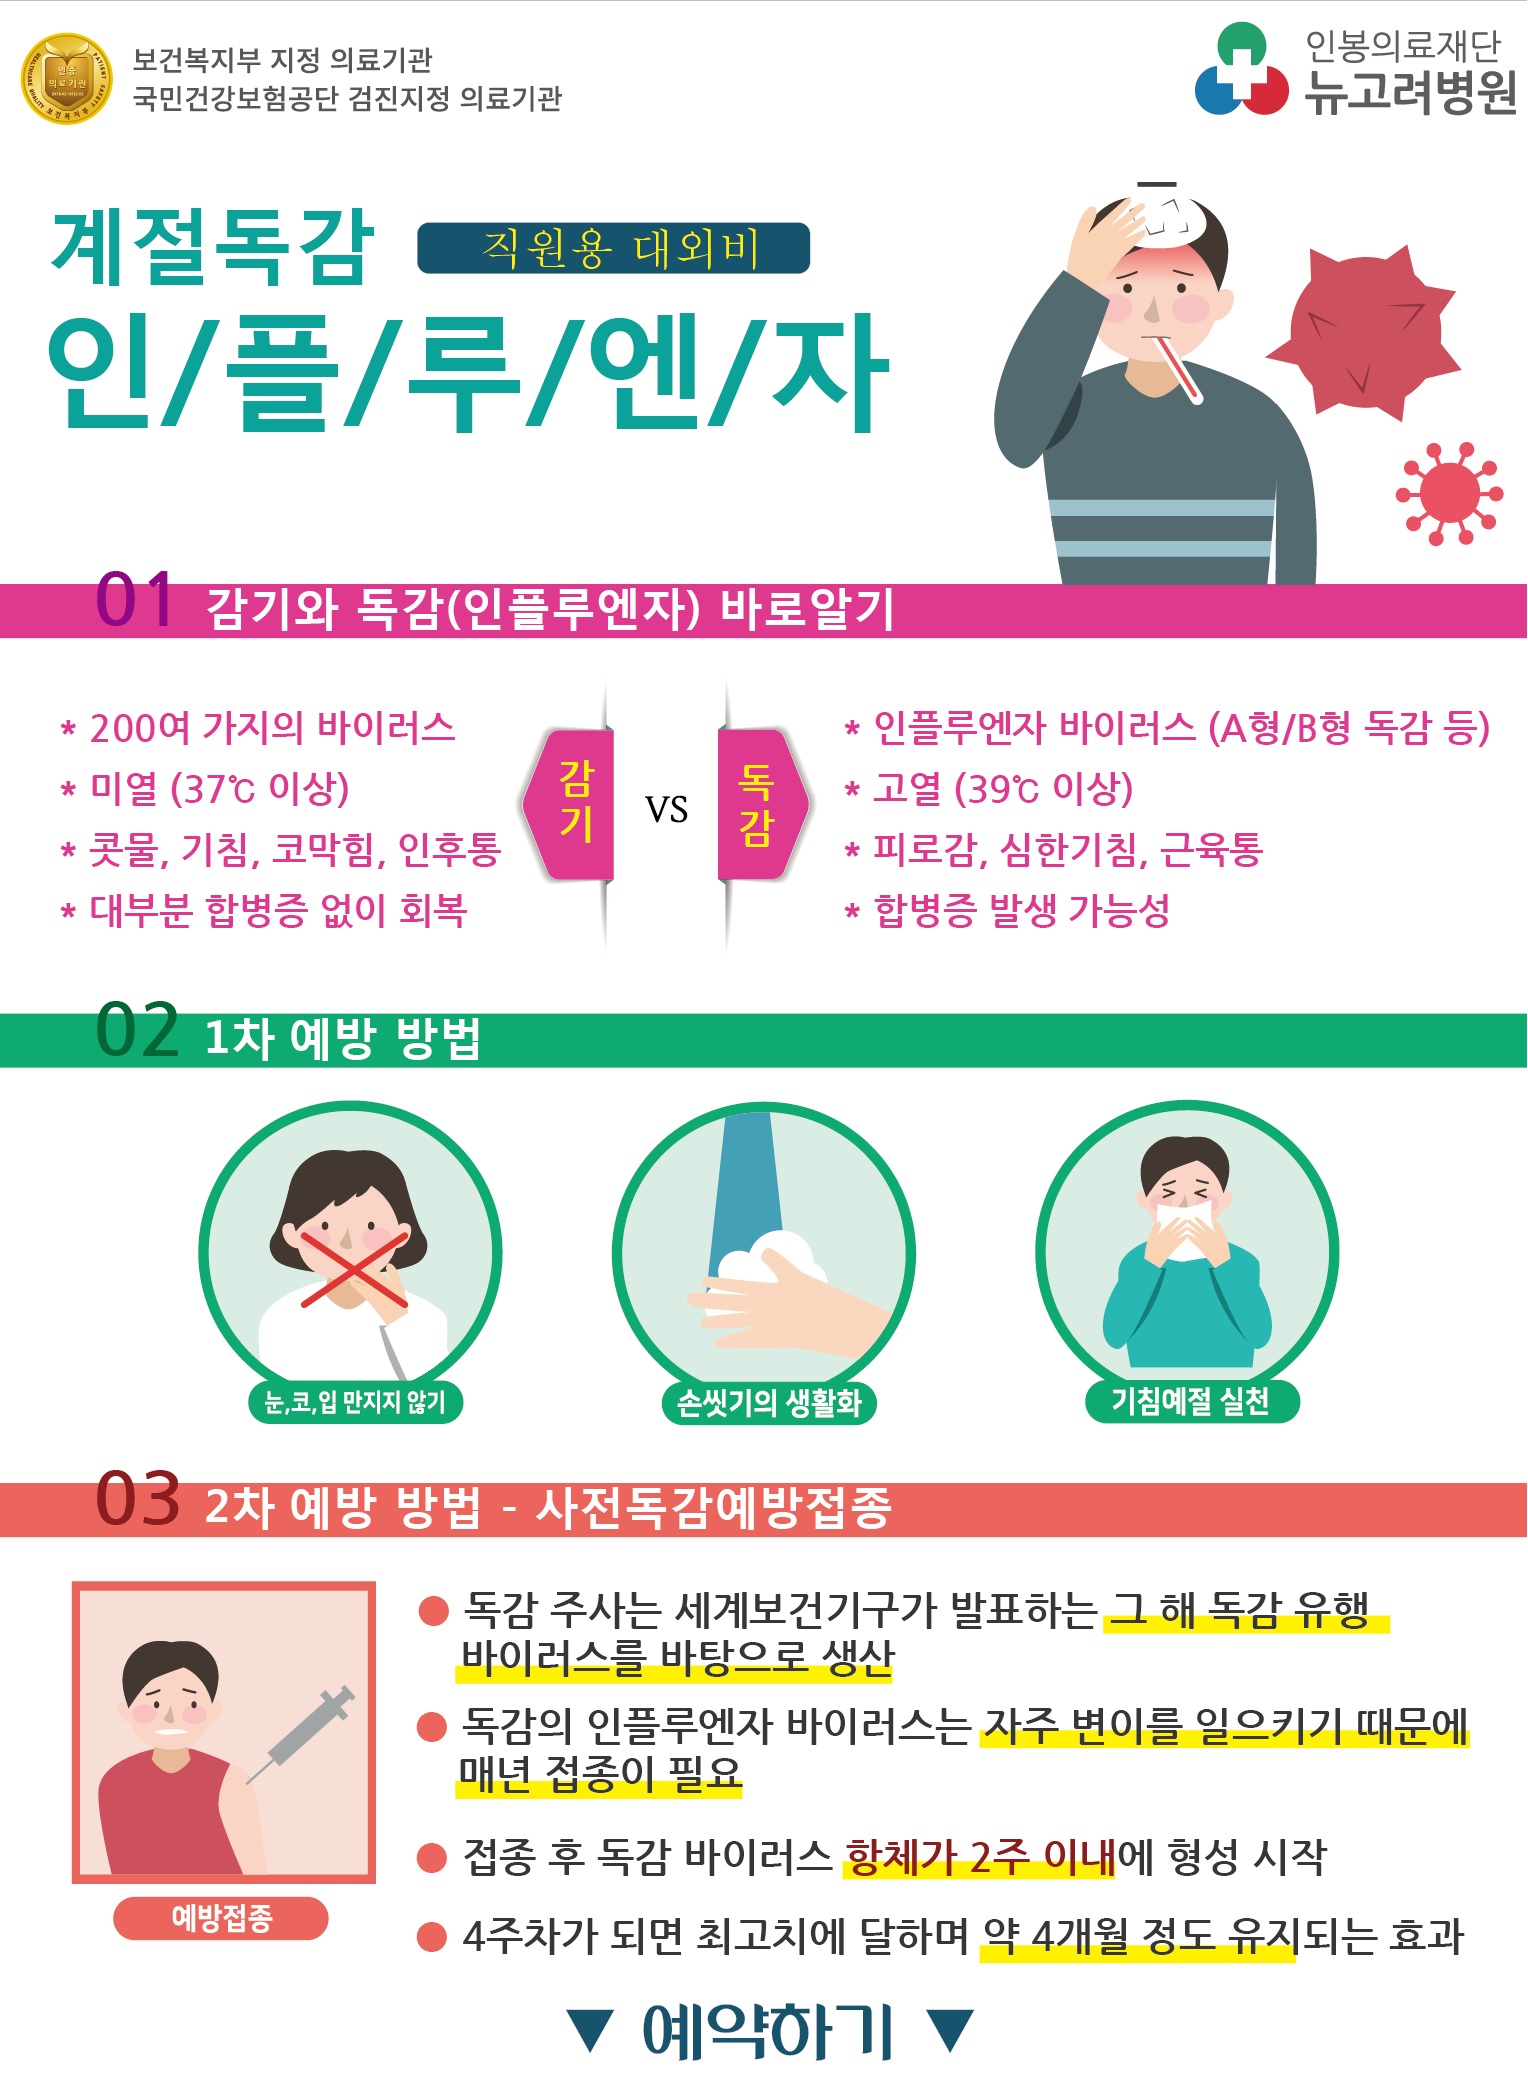 보건복지부 지정 의료기관
국민건강보험공단 검진지정 의료기관
인봉의료재단
뉴고려병원
계절독감
직원용 대외비
인/플/루/엔/자
01 감기와 독감(인플루엔자) 바로알기
* 200여 가지의 바이러스
* 미열 (37℃ 이상)
* 콧물, 기침, 코막힘, 인후통
* 대부분 합병증 없이 회복
감기
VS
독감
* 인플루엔자 바이러스 (A형/B형 독감 등)
* 고열 (39℃ 이상)
* 피로감, 심한기침, 근육통
* 합병증 발생 가능성
02 1차 예방 방법
눈,코,입 만지지 않기
손씻기의 생활화
기침예절 실천
03 2차 예방 방법 - 사전독감예방접종
예방접종
● 독감 주사는 세계보건기구가 발표하는 그 해 독감 유행
바이러스를 바탕으로 생산
● 독감의 인플루엔자 바이러스는 자주 변이를 일으키기 때문에
매년 접종이 필요
● 접종 후 독감 바이러스 항체가 2주 이내에 형성 시작
● 4주차가 되면 최고치에 달하며 약 4개월 정도 유지되는 효과
▼ 예약하기 ▼